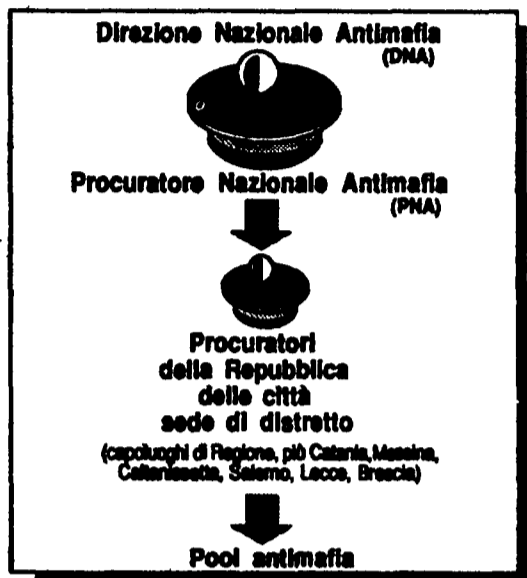 Direzione Nazionale Antimafia
(DNA)
Procuratore Nazionale Antimafia
(PNA)
Procuratori
della Repubblica
delle città
sede di distretto
(capoluoghi di Regione, più Catania, Messina,
Caltanissetta, Salerno, Lecce, Brescia)
Pool antimafia